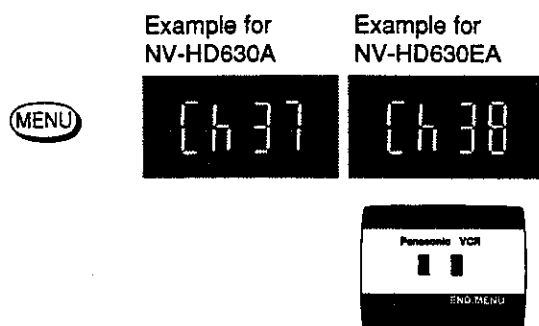 Example for
NV-HD630A
Example for
NV-HD630EA
MENU
Ch 37
Ch 38
Panasonic VCR
END:MENU